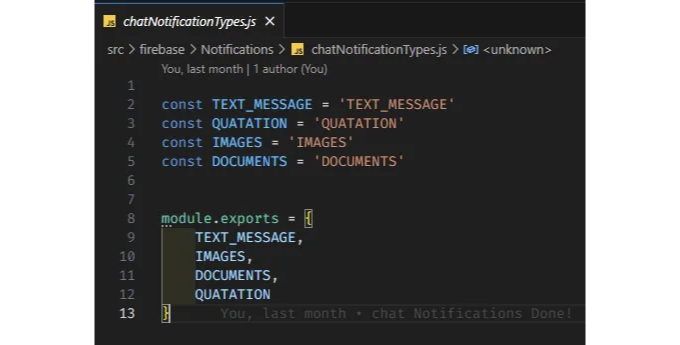 JS chatNotificationTypes.js ×
src > firebase > Notifications > JS chatNotificationTypes.js > <unknown>
You, last month | 1 author (You)
1
2 const TEXT_MESSAGE = 'TEXT_MESSAGE'
3 const QUATATION = 'QUATATION'
4 const IMAGES = 'IMAGES'
5 const DOCUMENTS = 'DOCUMENTS'
6
7
8 module.exports = {
9 TEXT_MESSAGE,
10 IMAGES,
11 DOCUMENTS,
12 QUATATION
13 } You, last month • chat Notifications Done!